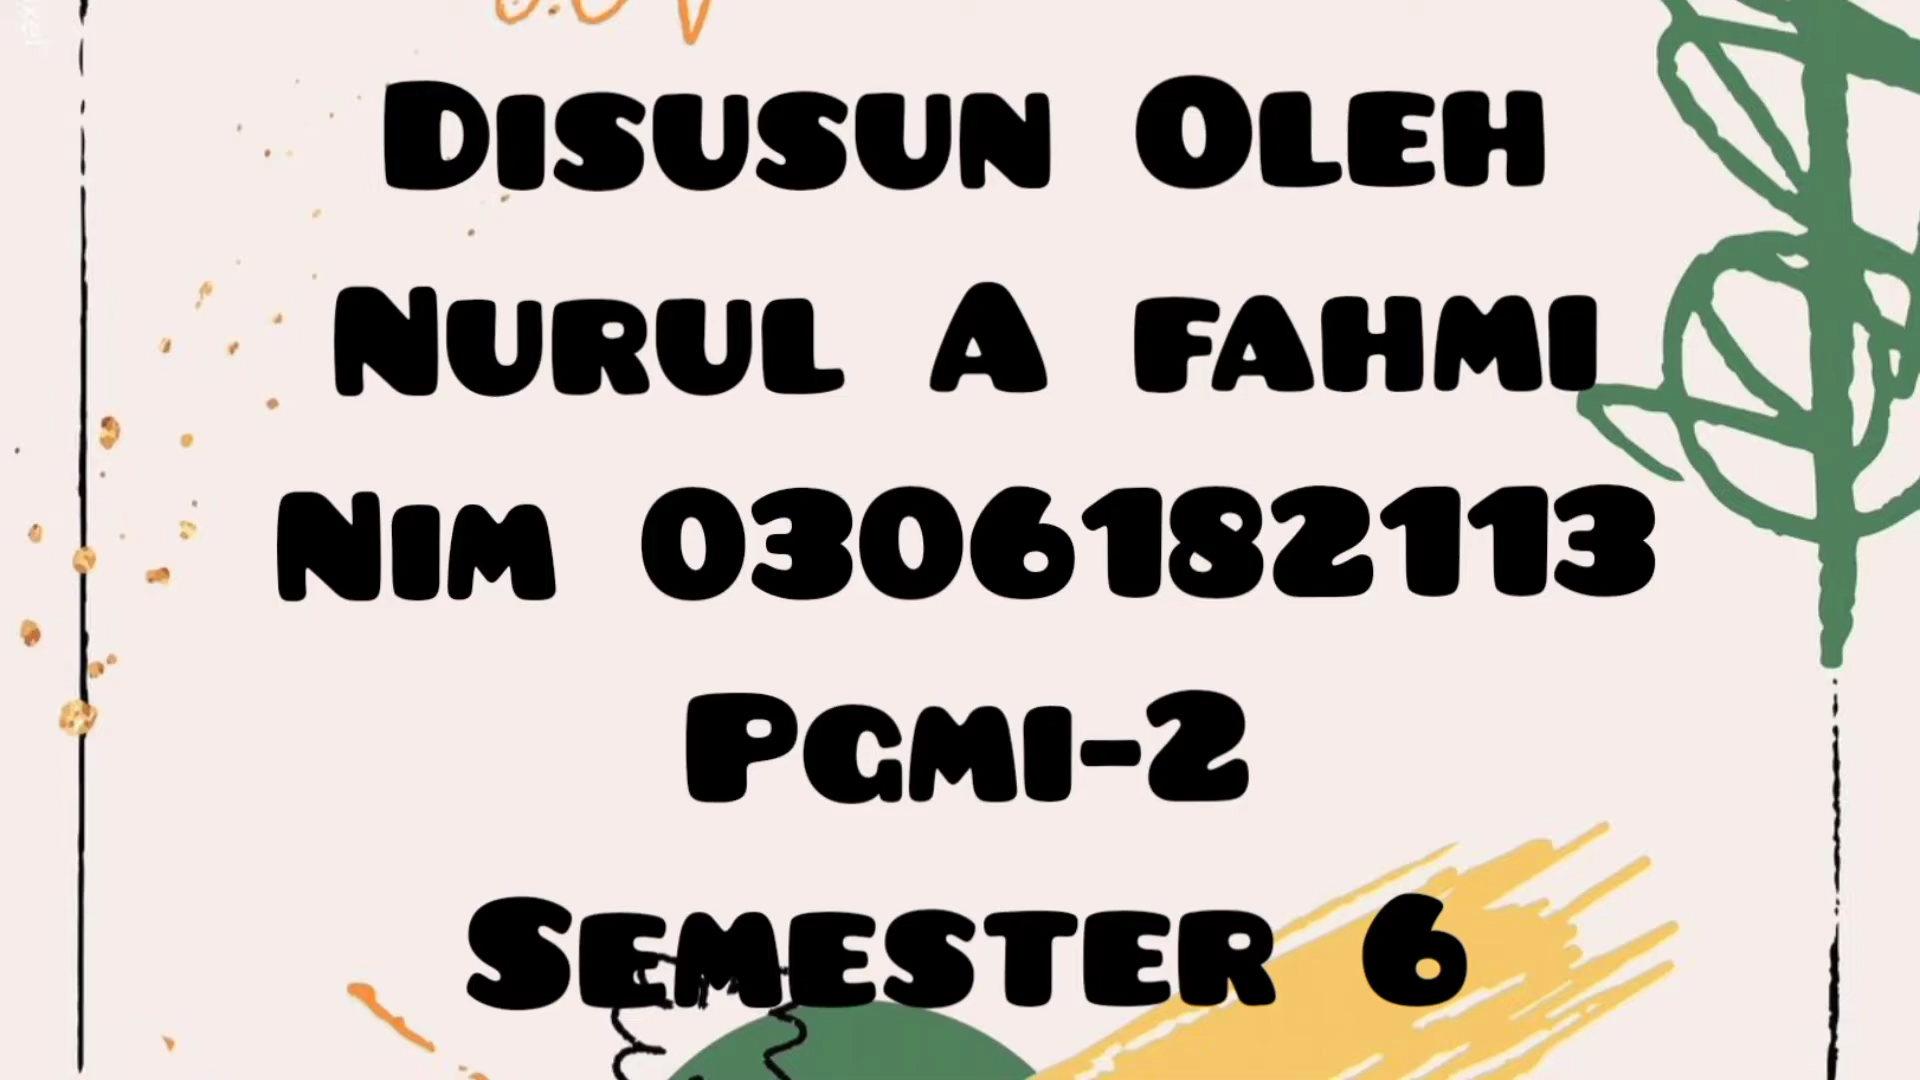 Disusun Oleh
Nurul A fahmi
Nim 0306182113
Pgmi-2
Semester 6